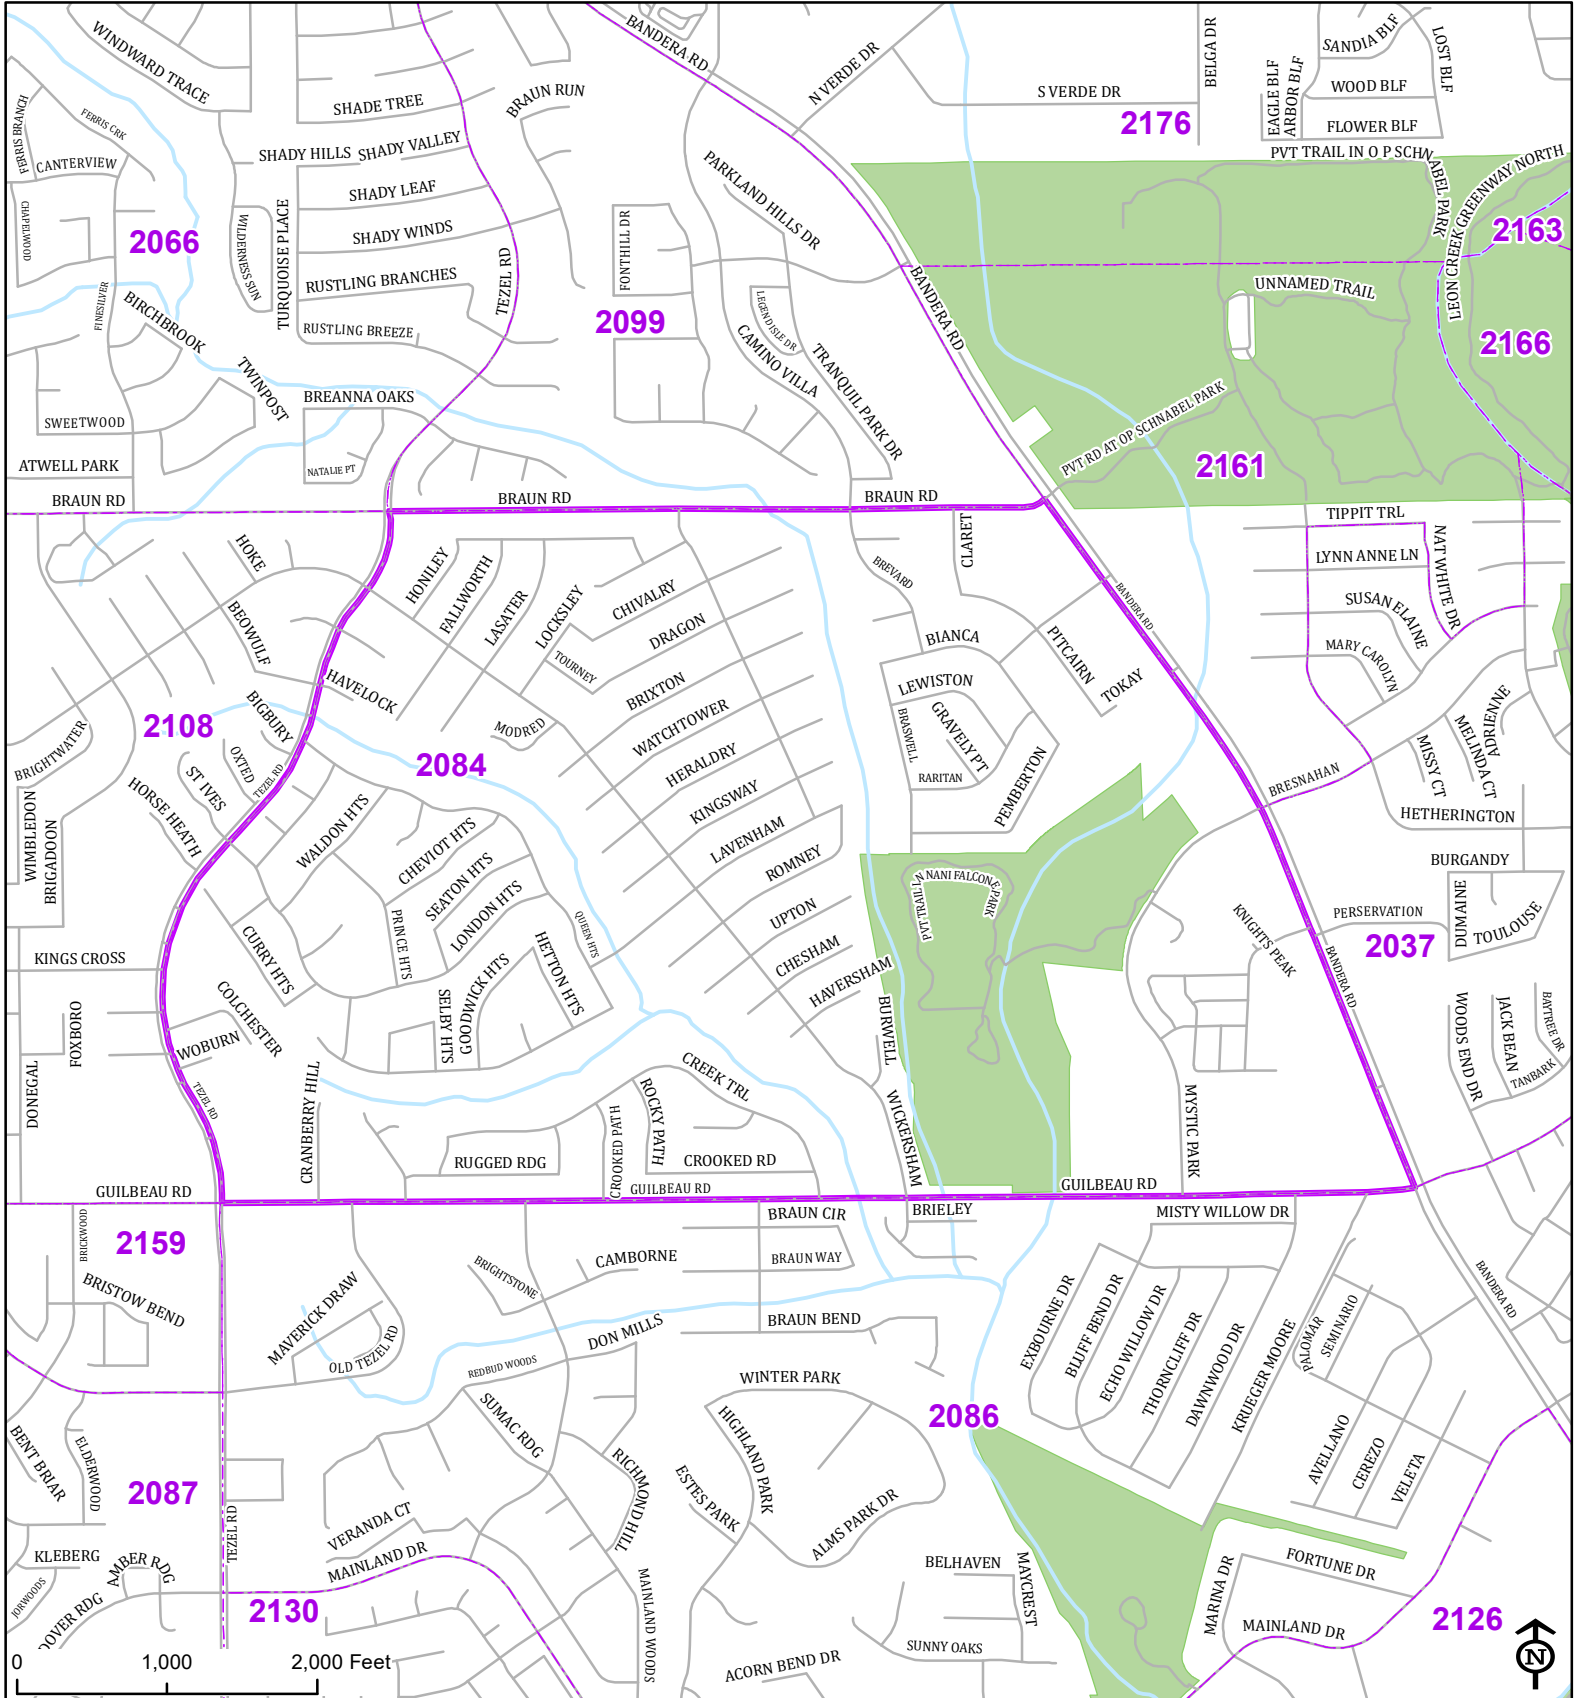 WINDWARD TRACE
BANDERA RD
N VERDE DR
BELGA DR
SANDIA BLF
LOST BLF
SHADE TREE
BRAUN RUN
S VERDE DR
2176
EAGLE BLF
ARBOR BLF
WOOD BLF
FLOWER BLF
FERRIS BRANCH
FERRIS CRK
CANTERVIEW
SHADY HILLS
SHADY VALLEY
PARKLAND HILLS DR
PVT TRAIL IN O P SCHNABEL PARK
LEON CREEK GREENWAY NORTH
CHAPELWOOD
2066
WILDERNESS SUN
TURQUOISE PLACE
SHADY LEAF
SHADY WINDS
FONTHILL DR
2163
RUSTLING BRANCHES
TEZEL RD
BANDERA RD
UNNAMED TRAIL
FINESILVER
BIRCHBROOK
RUSTLING BREEZE
2099
LEGEND ISLE DR
CAMINO VILLA
TRANQUIL PARK DR
2166
TWINPOST
BREANNA OAKS
SWEETWOOD
PVT RD AT OP SCHNABEL PARK
ATWELL PARK
NATALIE PT
2161
BRAUN RD
BRAUN RD
BRAUN RD
TIPPIT TRL
HOKE
HONILEY
FALLWORTH
LASATER
LOCKSLEY
CHIVALRY
BREVARD
CLARET
BANDERA RD
LYNN ANNE LN
NAT WHITE DR
BEOWULF
DRAGON
TOURNEY
BIANCA
PITCAIRN
SUSAN ELAINE
MARY CAROLYN
HAVELOCK
BRIXTON
LEWISTON
TOKAY
BRIGHTWATER
2108
BIGBURY
MODRED
WATCHTOWER
BRASWELL
GRAVELY PT
ADRIENNE
MELINDA CT
MISSY CT
OXTED
TEZEL RD
2084
HERALDRY
RARITAN
PEMBERTON
BRESNAHAN
ST IVES
HORSE HEATH
WIMBLEDON
BRIGADOON
WALDON HTS
KINGSWAY
HETHERINGTON
CHEVIOT HTS
LAVENHAM
ROMNEY
BURGANDY
SEATON HTS
LONDON HTS
PVT TRAIL IN NANI FALCONE PARK
PRINCE HTS
QUEEN HTS
UPTON
KNIGHTS PEAK
PERSERVATION
DUMAINE
TOULOUSE
2037
KINGS CROSS
CURRY HTS
HETTON HTS
CHESHAM
HAVERSHAM
BANDERA RD
FOXBORO
COLCHESTER
WOBURN
SELBY HTS
GOODWICK HTS
BURWELL
WOODS END DR
JACK BEAN
BAYTREE DR
TANBARK
DONEGAL
TEZEL RD
CRANBERRY HILL
CREEK TRL
ROCKY PATH
CROOKED PATH
WICKERSHAM
MYSTIC PARK
RUGGED RDG
CROOKED RD
GUILBEAU RD
GUILBEAU RD
GUILBEAU RD
BRICKWOOD
2159
BRAUN CIR
BRIELEY
MISTY WILLOW DR
BRISTOW BEND
BRIGHTSTONE
CAMBORNE
BRAUN WAY
BANDERA RD
MAVERICK DRAW
OLD TEZEL RD
DON MILLS
BRAUN BEND
EXBOURNE DR
BLUFF BEND DR
ECHO WILLOW DR
THORNCLIFF DR
DAWNWOOD DR
KRUEGER MOORE
PALOMAR
SEMINARIO
REDBUD WOODS
WINTER PARK
SUMAC RDG
HIGHLAND PARK
2086
BENT BRIAR
ELDERWOOD
2087
RICHMOND HILL
ESTES PARK
ALMS PARK DR
AVELLANO
CEREZO
VELETA
TEZEL RD
VERANDA CT
KLEBERG
AMBER RDG
MAINLAND DR
BELHAVEN
MAYCREST
MARINA DR
FORTUNE DR
JORWOODS
DOVER RDG
2130
MAINLAND WOODS
SUNNY OAKS
MAINLAND DR
2126
ACORN BEND DR
0 1,000 2,000 Feet
N